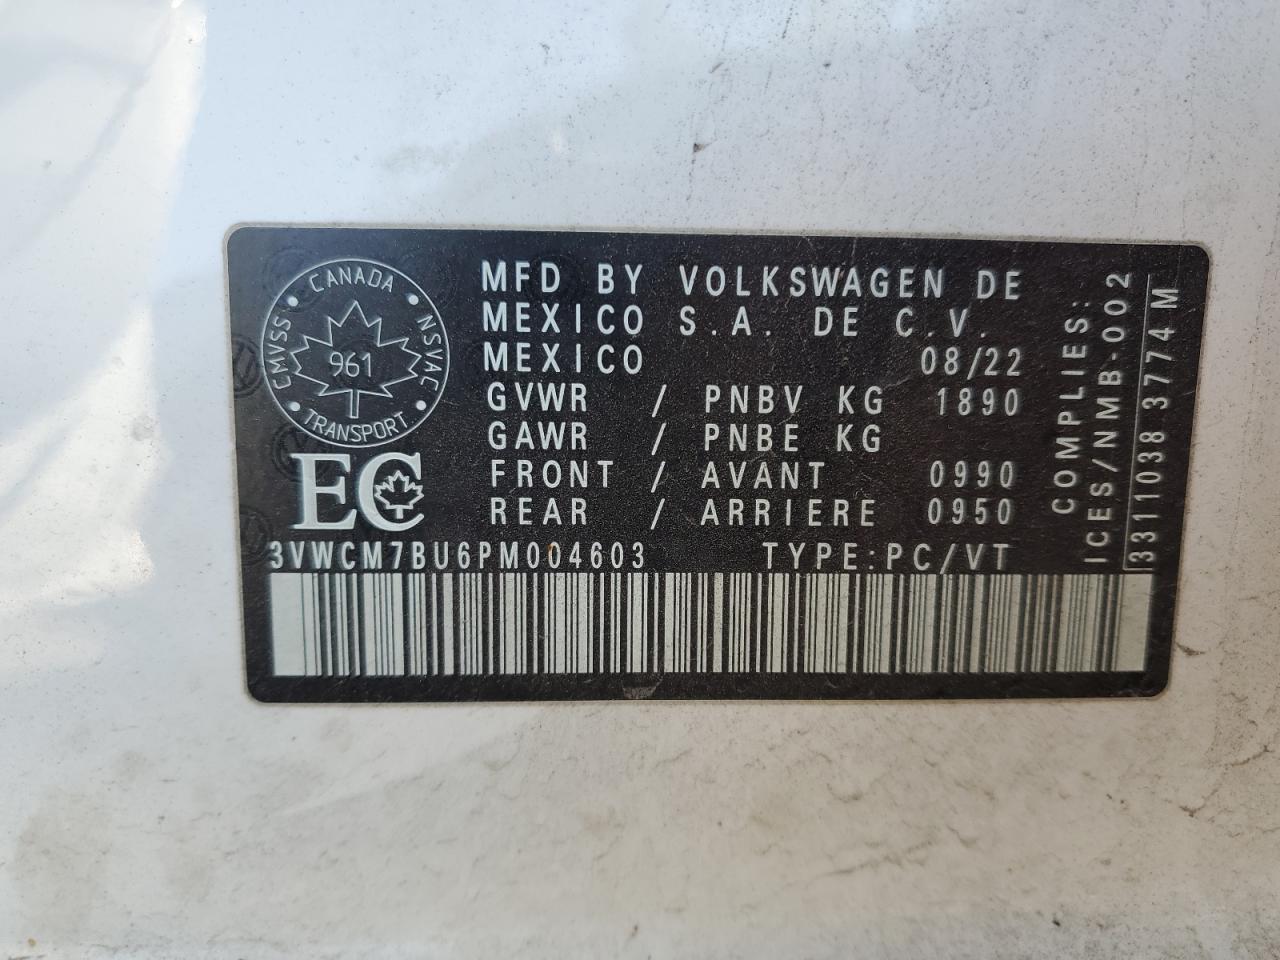 CANADA
CMVSS NSVAC
961
TRANSPORT
EC
MFD BY VOLKSWAGEN DE
MEXICO S.A. DE C.V.
MEXICO 08/22
GVWR / PNBV KG 1890
GAWR / PNBE KG
FRONT / AVANT 0990
REAR / ARRIERE 0950
3VWCM7BU6PM004603 TYPE:PC/VT
COMPLIES:
ICES/NMB-002
3311038 3774 M